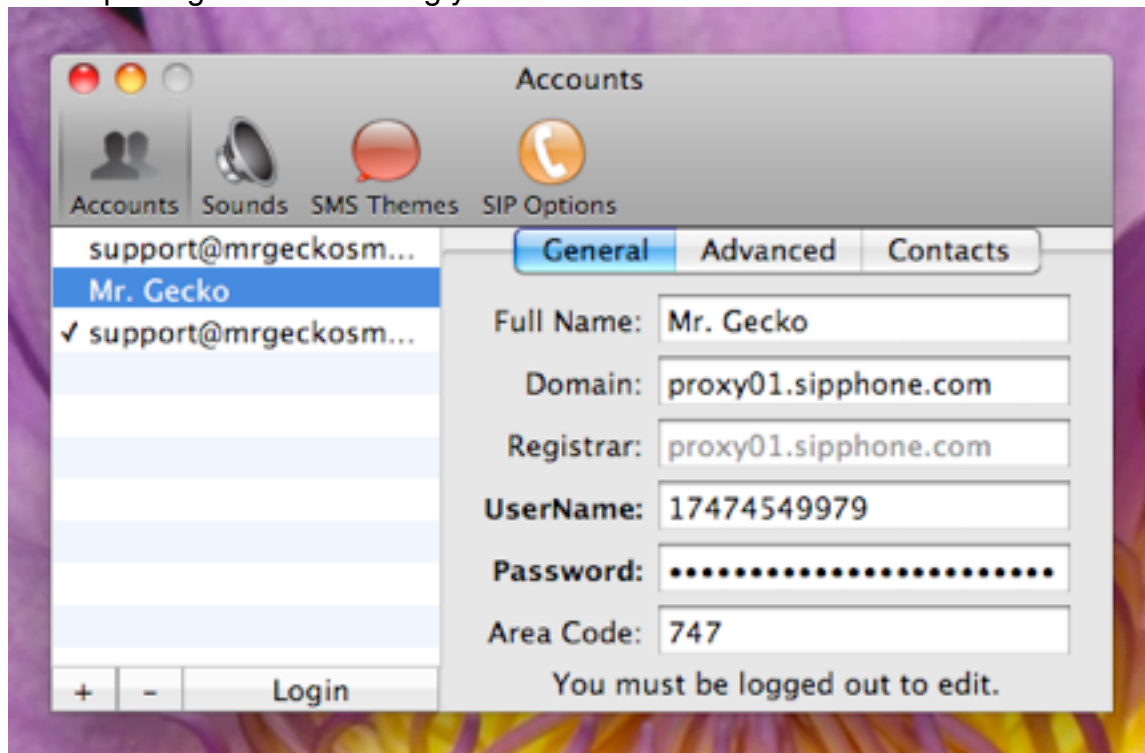 Accounts
Accounts Sounds SMS Themes SIP Options
support@mrgeckosm...
Mr. Gecko
✓ support@mrgeckosm...
+ - Login
General Advanced Contacts
Full Name: Mr. Gecko
Domain: proxy01.sipphone.com
Registrar: proxy01.sipphone.com
UserName: 17474549979
Password: ••••••••••••••••••••••••
Area Code: 747
You must be logged out to edit.